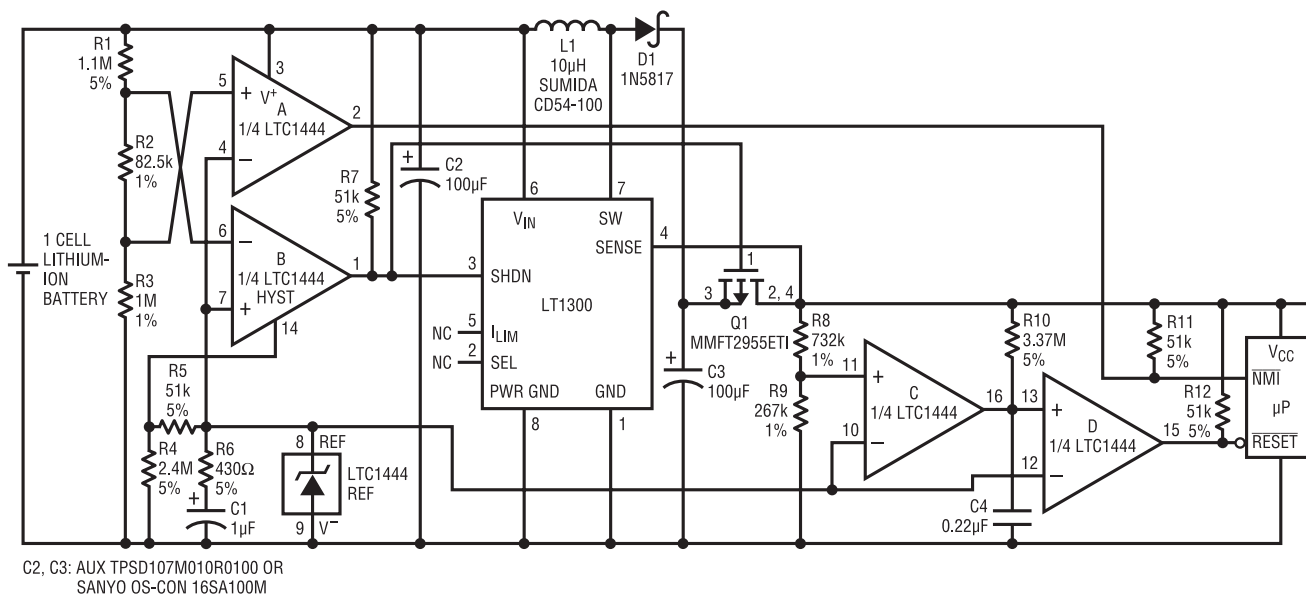 R1
1.1M
5%
R2
82.5k
1%
R3
1M
1%
1 CELL
LITHIUM-
ION
BATTERY
5
4
+
−
V+
3
A
1/4 LTC1444
2
6
7
−
+
B
1/4 LTC1444
HYST
1
14
R5
51k
5%
R4
2.4M
5%
R6
430Ω
5%
+
C1
1µF
8
REF
LTC1444
REF
9
V−
R7
51k
5%
+
C2
100µF
L1
10µH
SUMIDA
CD54-100
D1
1N5817
6
7
VIN
SW
SENSE
4
3
SHDN
LT1300
NC
5
ILIM
NC
2
SEL
PWR GND
GND
8
1
1
3
2, 4
Q1
MMFT2955ETI
+
C3
100µF
R8
732k
1%
R9
267k
1%
11
+
10
−
C
1/4 LTC1444
16
R10
3.37M
5%
13
+
12
−
D
1/4 LTC1444
15
C4
0.22µF
R11
51k
5%
R12
51k
5%
VCC
NMI
µP
RESET
C2, C3: AUX TPSD107M010R0100 OR
SANYO OS-CON 16SA100M